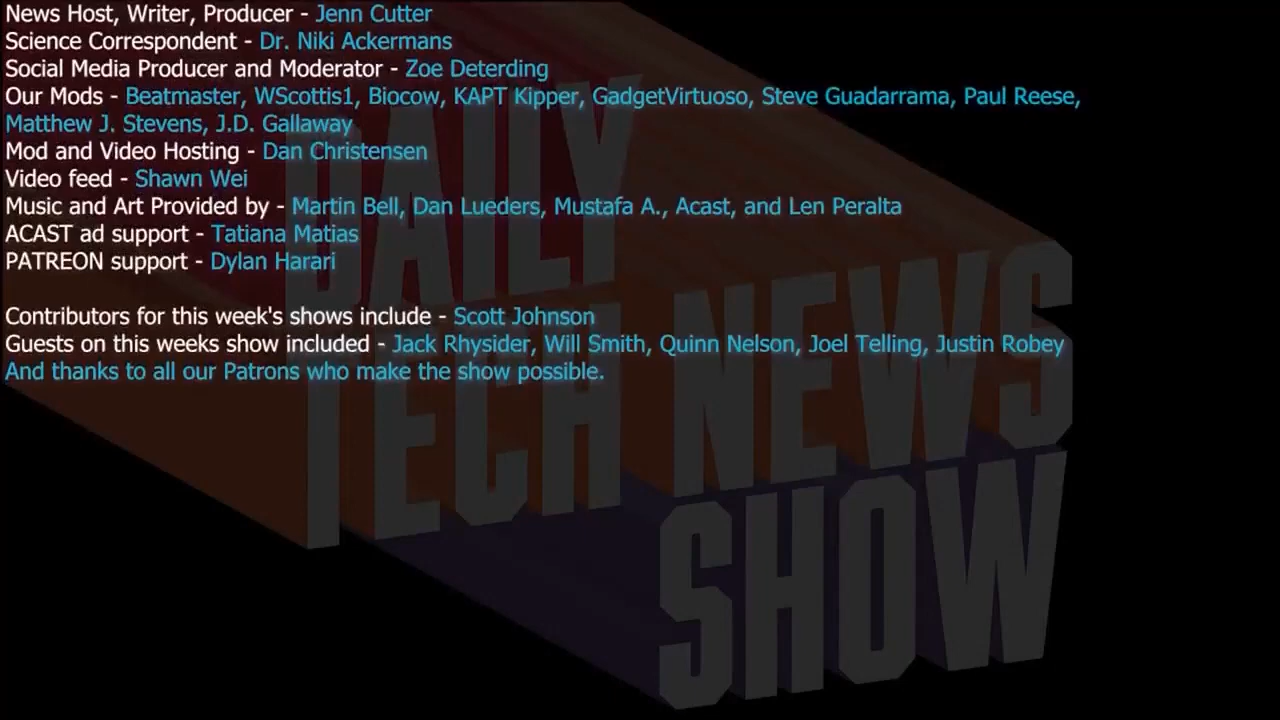 News Host, Writer, Producer - Jenn Cutter
Science Correspondent - Dr. Niki Ackermans
Social Media Producer and Moderator - Zoe Deterding
Our Mods - Beatmaster, WScottis1, Biocow, KAPT Kipper, GadgetVirtuoso, Steve Guadarrama, Paul Reese,
Matthew J. Stevens, J.D. Gallaway
Mod and Video Hosting - Dan Christensen
Video feed - Shawn Wei
Music and Art Provided by - Martin Bell, Dan Lueders, Mustafa A., Acast, and Len Peralta
ACAST ad support - Tatiana Matias
PATREON support - Dylan Harari
Contributors for this week's shows include - Scott Johnson
Guests on this weeks show included - Jack Rhysider, Will Smith, Quinn Nelson, Joel Telling, Justin Robey
And thanks to all our Patrons who make the show possible.
DAILY
TECH NEWS
SHOW